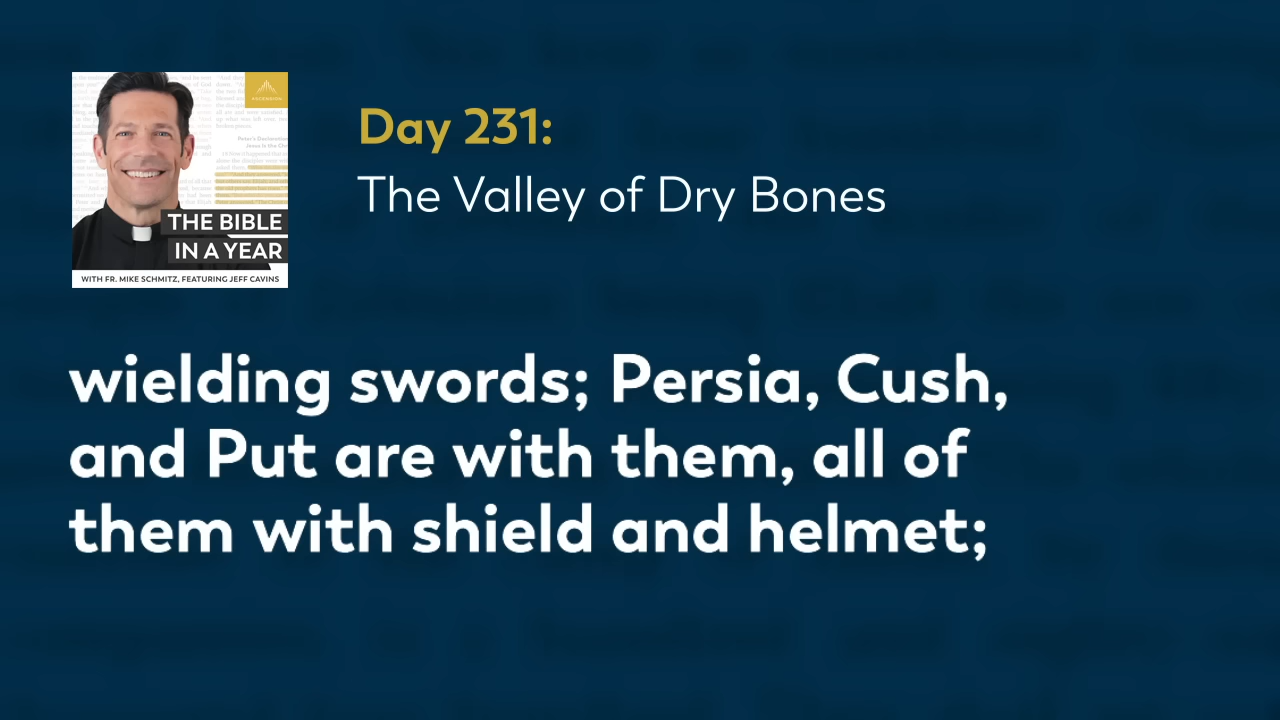 Day 231:
The Valley of Dry Bones
ASCENSION
THE BIBLE
IN A YEAR
WITH FR. MIKE SCHMITZ, FEATURING JEFF CAVINS
wielding swords; Persia, Cush,
and Put are with them, all of
them with shield and helmet;